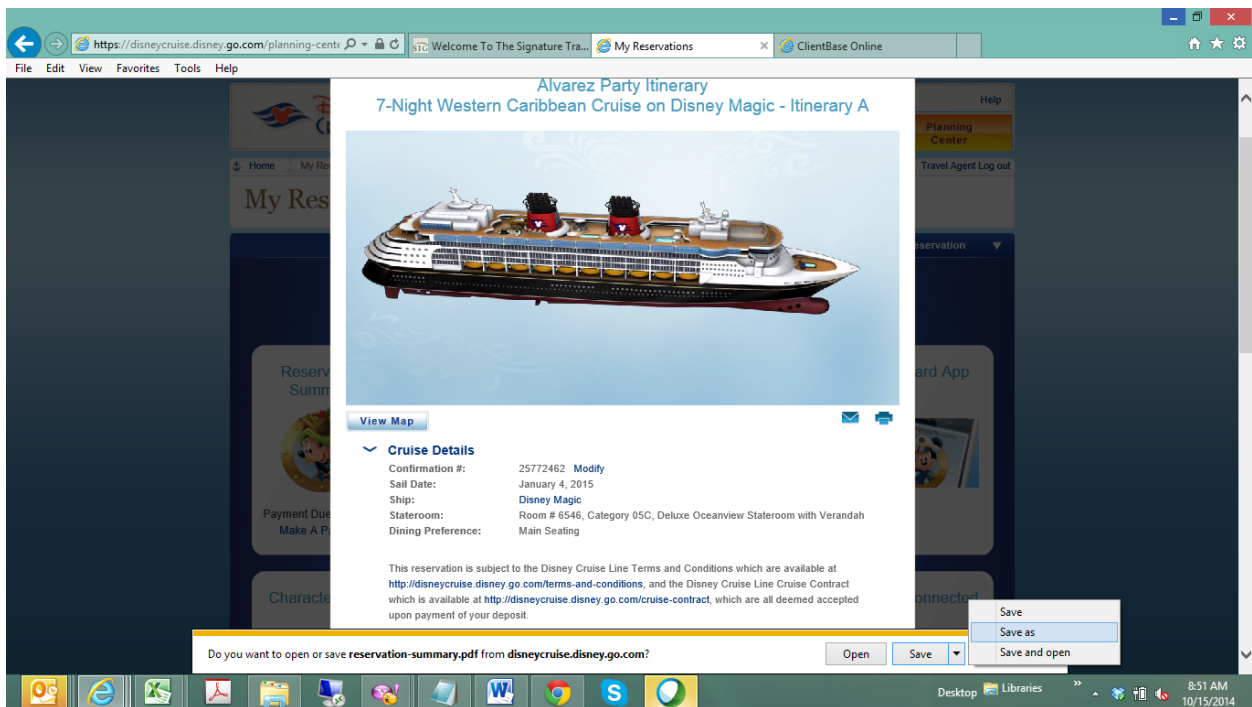 https://disneycruise.disney.go.com/planning-cente
STC Welcome To The Signature Tra...
My Reservations
ClientBase Online
File Edit View Favorites Tools Help
Alvarez Party Itinerary
7-Night Western Caribbean Cruise on Disney Magic - Itinerary A
Help
Planning
Center
Home My Re
Travel Agent Log out
My Res
eservation
Reserv
Summ
ard App
View Map
Cruise Details
Confirmation #: 25772462 Modify
Sail Date: January 4, 2015
Ship: Disney Magic
Stateroom: Room # 6546, Category 05C, Deluxe Oceanview Stateroom with Verandah
Dining Preference: Main Seating
Payment Due
Make A P
This reservation is subject to the Disney Cruise Line Terms and Conditions which are available at
http://disneycruise.disney.go.com/terms-and-conditions, and the Disney Cruise Line Cruise Contract
which is available at http://disneycruise.disney.go.com/cruise-contract, which are all deemed accepted
upon payment of your deposit.
Characte
onnected
Save
Save as
Save and open
Do you want to open or save reservation-summary.pdf from disneycruise.disney.go.com?
Open Save
Desktop Libraries
8:51 AM
10/15/2014